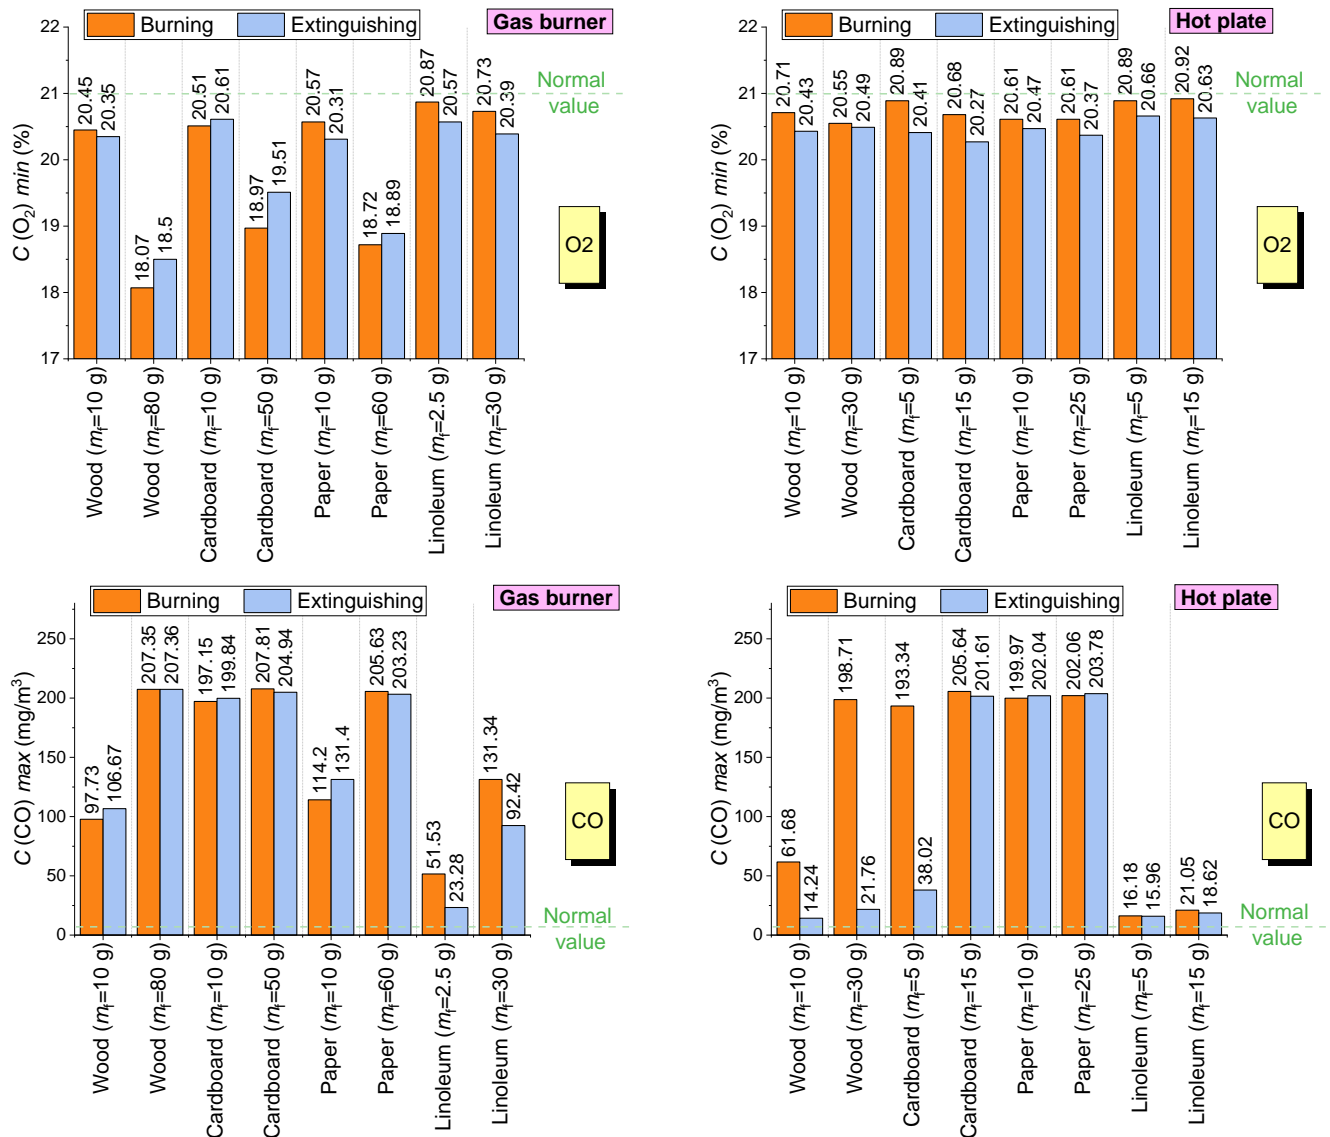 Burning
Extinguishing
Gas burner
C (O2) min (%)
22
21
20
19
18
17
20.45
20.35
18.07
18.5
20.51
20.61
18.97
19.51
20.57
20.31
18.72
18.89
20.87
20.57
20.73
20.39
Normal
value
O2
Wood (mf=10 g)
Wood (mf=80 g)
Cardboard (mf=10 g)
Cardboard (mf=50 g)
Paper (mf=10 g)
Paper (mf=60 g)
Linoleum (mf=2.5 g)
Linoleum (mf=30 g)
Burning
Extinguishing
Hot plate
C (O2) min (%)
22
21
20
19
18
17
20.71
20.43
20.55
20.49
20.89
20.41
20.68
20.27
20.61
20.47
20.61
20.37
20.89
20.66
20.92
20.63
Normal
value
O2
Wood (mf=10 g)
Wood (mf=30 g)
Cardboard (mf=5 g)
Cardboard (mf=15 g)
Paper (mf=10 g)
Paper (mf=25 g)
Linoleum (mf=5 g)
Linoleum (mf=15 g)
Burning
Extinguishing
Gas burner
C (CO) max (mg/m³)
250
200
150
100
50
0
97.73
106.67
207.35
207.36
197.15
199.84
207.81
204.94
114.2
131.4
205.63
203.23
51.53
23.28
131.34
92.42
Normal
value
CO
Wood (mf=10 g)
Wood (mf=80 g)
Cardboard (mf=10 g)
Cardboard (mf=50 g)
Paper (mf=10 g)
Paper (mf=60 g)
Linoleum (mf=2.5 g)
Linoleum (mf=30 g)
Burning
Extinguishing
Hot plate
C (CO) max (mg/m³)
250
200
150
100
50
0
61.68
14.24
198.71
21.76
193.34
38.02
205.64
201.61
199.97
202.04
202.06
203.78
16.18
15.96
21.05
18.62
Normal
value
CO
Wood (mf=10 g)
Wood (mf=30 g)
Cardboard (mf=5 g)
Cardboard (mf=15 g)
Paper (mf=10 g)
Paper (mf=25 g)
Linoleum (mf=5 g)
Linoleum (mf=15 g)